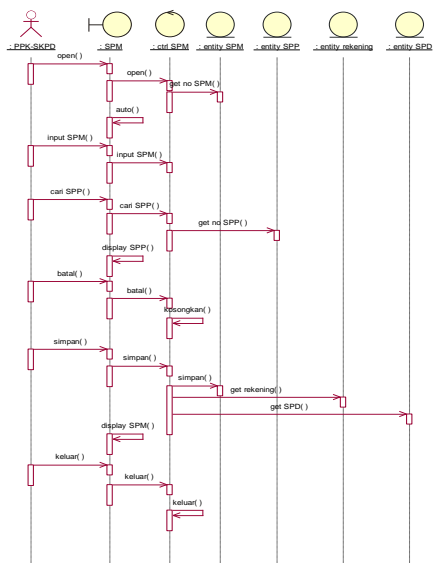 : PPK-SKPD : SPM : ctrl SPM : entity SPM : entity SPP : entity rekening : entity SPD
open( )
open( )
get no SPM( )
auto( )
input SPM( )
input SPM( )
cari SPP( )
cari SPP( )
get no SPP( )
display SPP( )
batal( )
batal( )
kosongkan( )
simpan( )
simpan( )
simpan( )
get rekening( )
get SPD( )
display SPM( )
keluar( )
keluar( )
keluar( )